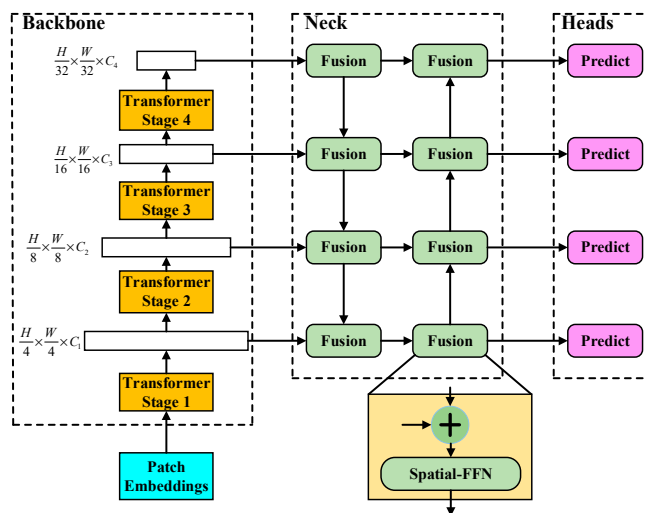 Backbone
Neck
Heads
H/32 × W/32 × C₄
Fusion
Fusion
Predict
Transformer
Stage 4
H/16 × W/16 × C₃
Fusion
Fusion
Predict
Transformer
Stage 3
H/8 × W/8 × C₂
Fusion
Fusion
Predict
Transformer
Stage 2
H/4 × W/4 × C₁
Fusion
Fusion
Predict
Transformer
Stage 1
+
Patch
Embeddings
Spatial-FFN